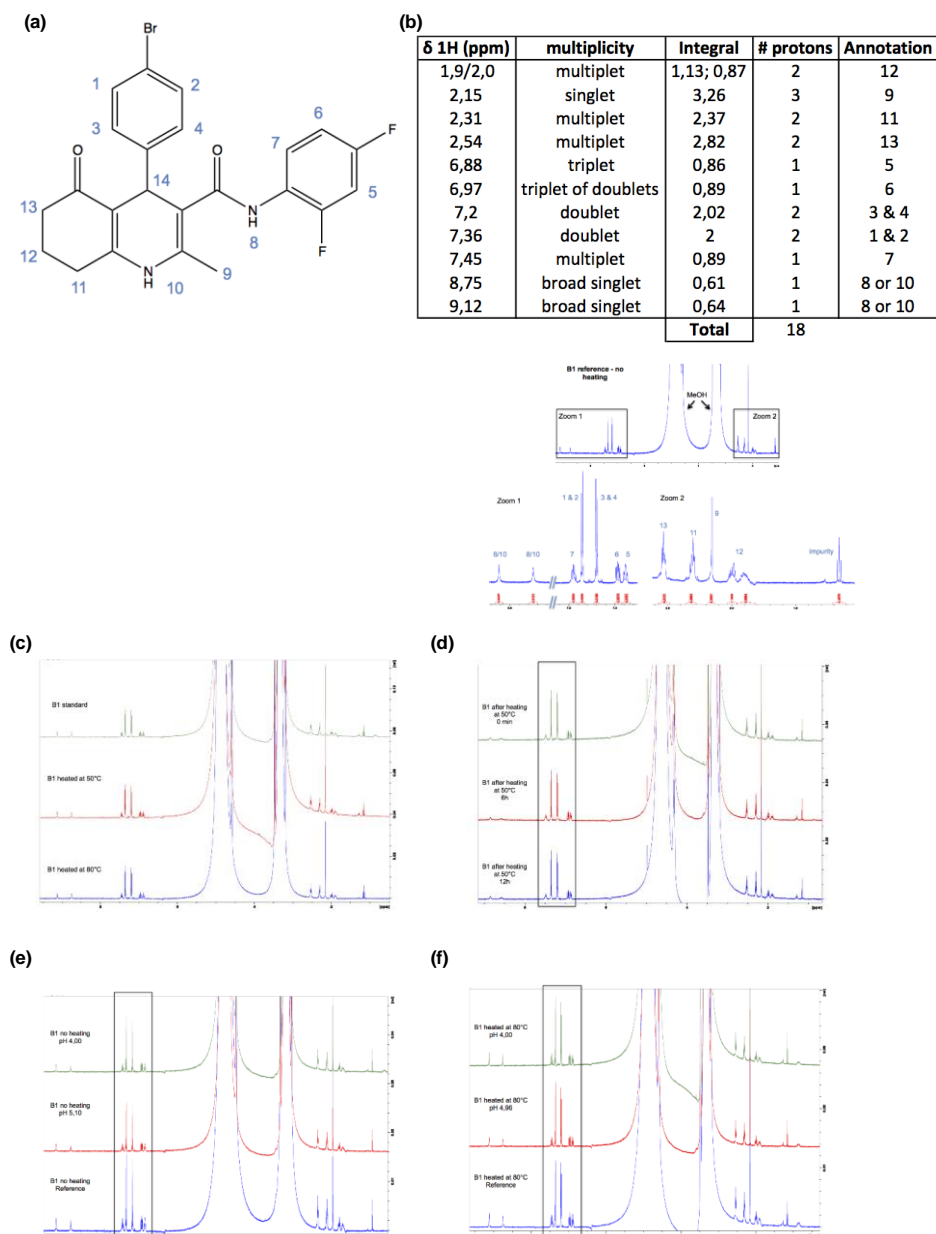 (a)
Br
1
2
3
4
6
F
7
O
O
14
5
13
N
H
8
F
12
N
H
10
9
11
(b)
δ 1H (ppm) multiplicity Integral # protons Annotation
1,9/2,0 multiplet 1,13; 0,87 2 12
2,15 singlet 3,26 3 9
2,31 multiplet 2,37 2 11
2,54 multiplet 2,82 2 13
6,88 triplet 0,86 1 5
6,97 triplet of doublets 0,89 1 6
7,2 doublet 2,02 2 3 & 4
7,36 doublet 2 2 1 & 2
7,45 multiplet 0,89 1 7
8,75 broad singlet 0,61 1 8 or 10
9,12 broad singlet 0,64 1 8 or 10
Total 18
B1 reference - no
heating
MeOH
Zoom 1
Zoom 2
Zoom 1
1 & 2
3 & 4
8/10
8/10
7
6
5
Zoom 2
13
11
9
12
Impurity
(c)
B1 standard
B1 heated at 50°C
B1 heated at 80°C
(d)
B1 after heating
at 50°C
0 min
B1 after heating
at 50°C
6h
B1 after heating
at 50°C
12h
(e)
B1 no heating
pH 4,00
B1 no heating
pH 5,10
B1 no heating
Reference
(f)
B1 heated at 80°C
pH 4,00
B1 heated at 80°C
pH 4,96
B1 heated at 80°C
Reference